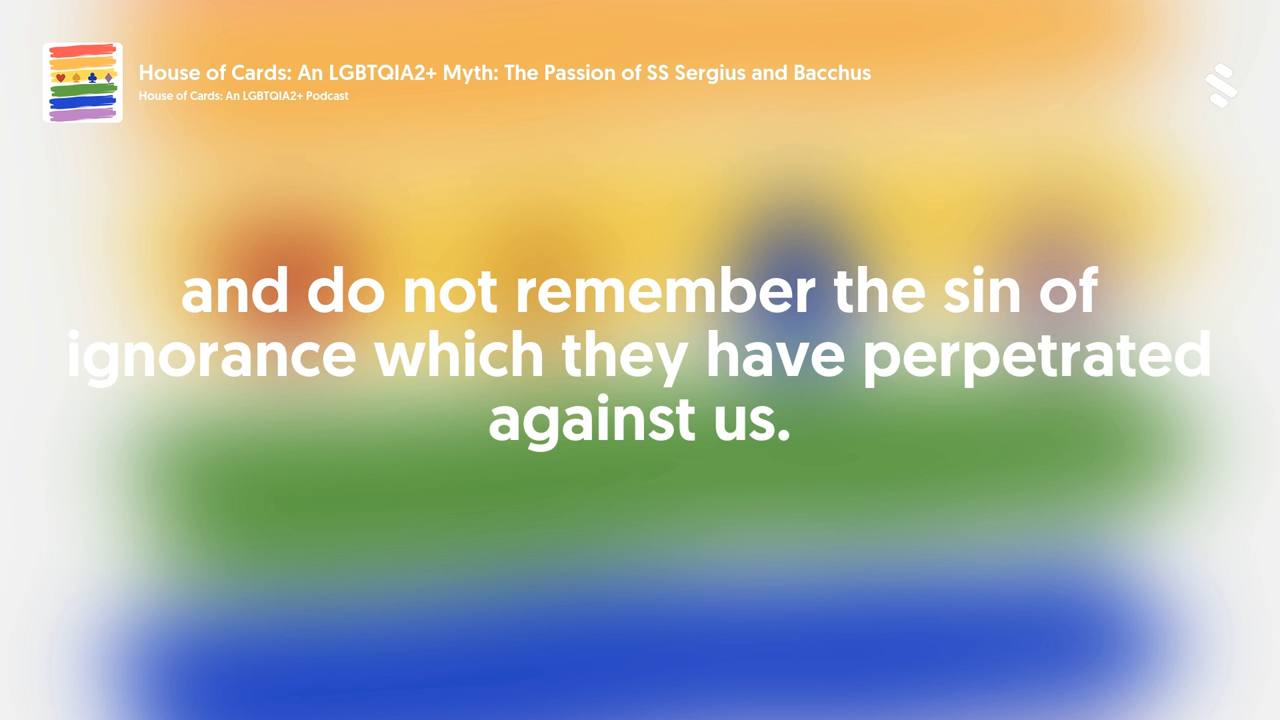 House of Cards: An LGBTQIA2+ Myth: The Passion of SS Sergius and Bacchus
House of Cards: An LGBTQIA2+ Podcast
and do not remember the sin of
ignorance which they have perpetrated
against us.